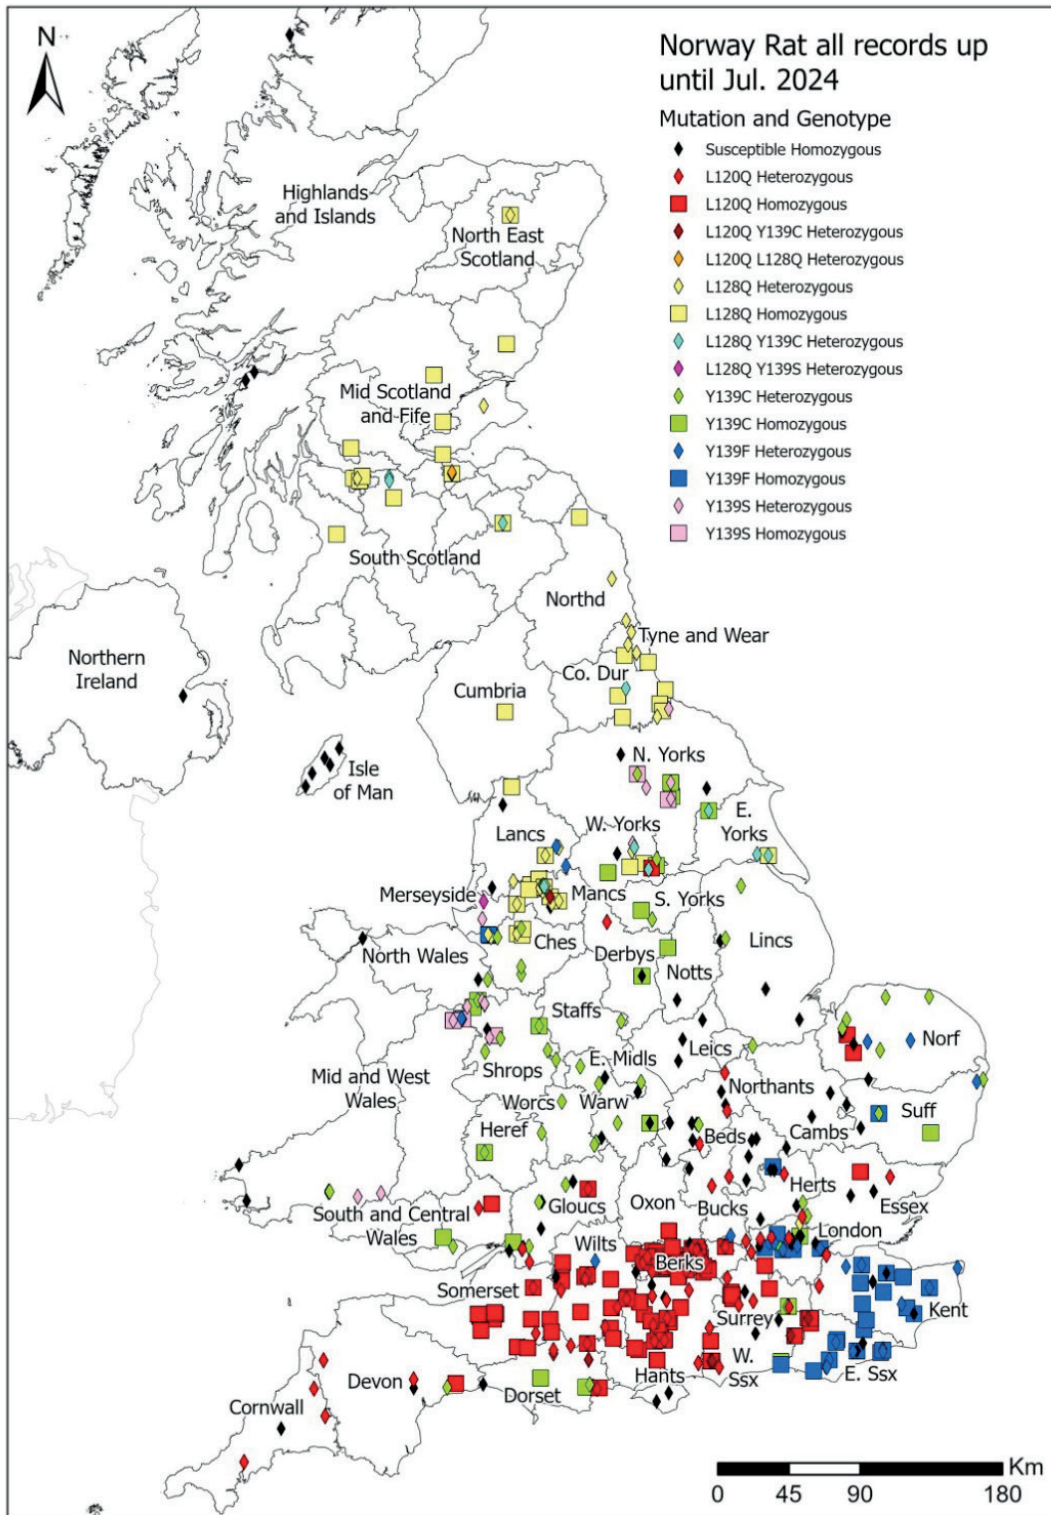 N
Norway Rat all records up
until Jul. 2024
Mutation and Genotype
Susceptible Homozygous
L120Q Heterozygous
L120Q Homozygous
L120Q Y139C Heterozygous
L120Q L128Q Heterozygous
L128Q Heterozygous
L128Q Homozygous
L128Q Y139C Heterozygous
L128Q Y139S Heterozygous
Y139C Heterozygous
Y139C Homozygous
Y139F Heterozygous
Y139F Homozygous
Y139S Heterozygous
Y139S Homozygous
Highlands
and Islands
North East
Scotland
Mid Scotland
and Fife
South Scotland
Northd
Tyne and Wear
Northern
Ireland
Co. Dur
Cumbria
N. Yorks
Isle
of Man
E.
Yorks
Lancs
W. Yorks
Merseyside
Mancs
S. Yorks
North Wales
Ches
Derbys
Lincs
Notts
Staffs
Norf
Leics
Shrops
E. Midls
Mid and West
Wales
Northants
Worcs
Warw
Suff
Heref
Beds
Cambs
Herts
Essex
Oxon
Bucks
Gloucs
South and Central
Wales
London
Wilts
Berks
Somerset
Kent
Surrey
W.
Ssx
E. Ssx
Hants
Devon
Dorset
Cornwall
Km
0 45 90 180